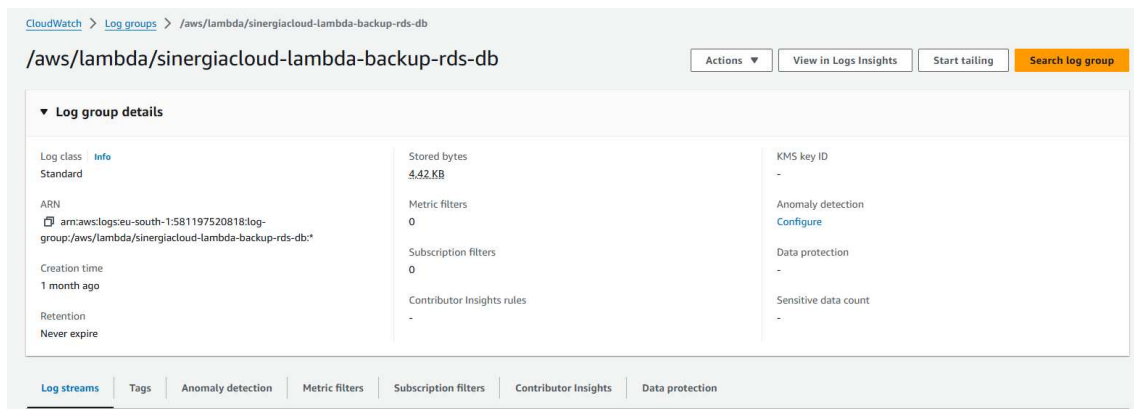 CloudWatch > Log groups > /aws/lambda/sinergiacloud-lambda-backup-rds-db
/aws/lambda/sinergiacloud-lambda-backup-rds-db
Actions ▼ View in Logs Insights Start tailing Search log group
▼ Log group details
Log class Info
Standard
ARN
arn:aws:logs:eu-south-1:581197520818:log-
group:/aws/lambda/sinergiacloud-lambda-backup-rds-db:*
Creation time
1 month ago
Retention
Never expire
Stored bytes
4.42 KB
Metric filters
0
Subscription filters
0
Contributor Insights rules
-
KMS key ID
-
Anomaly detection
Configure
Data protection
-
Sensitive data count
-
Log streams Tags Anomaly detection Metric filters Subscription filters Contributor Insights Data protection